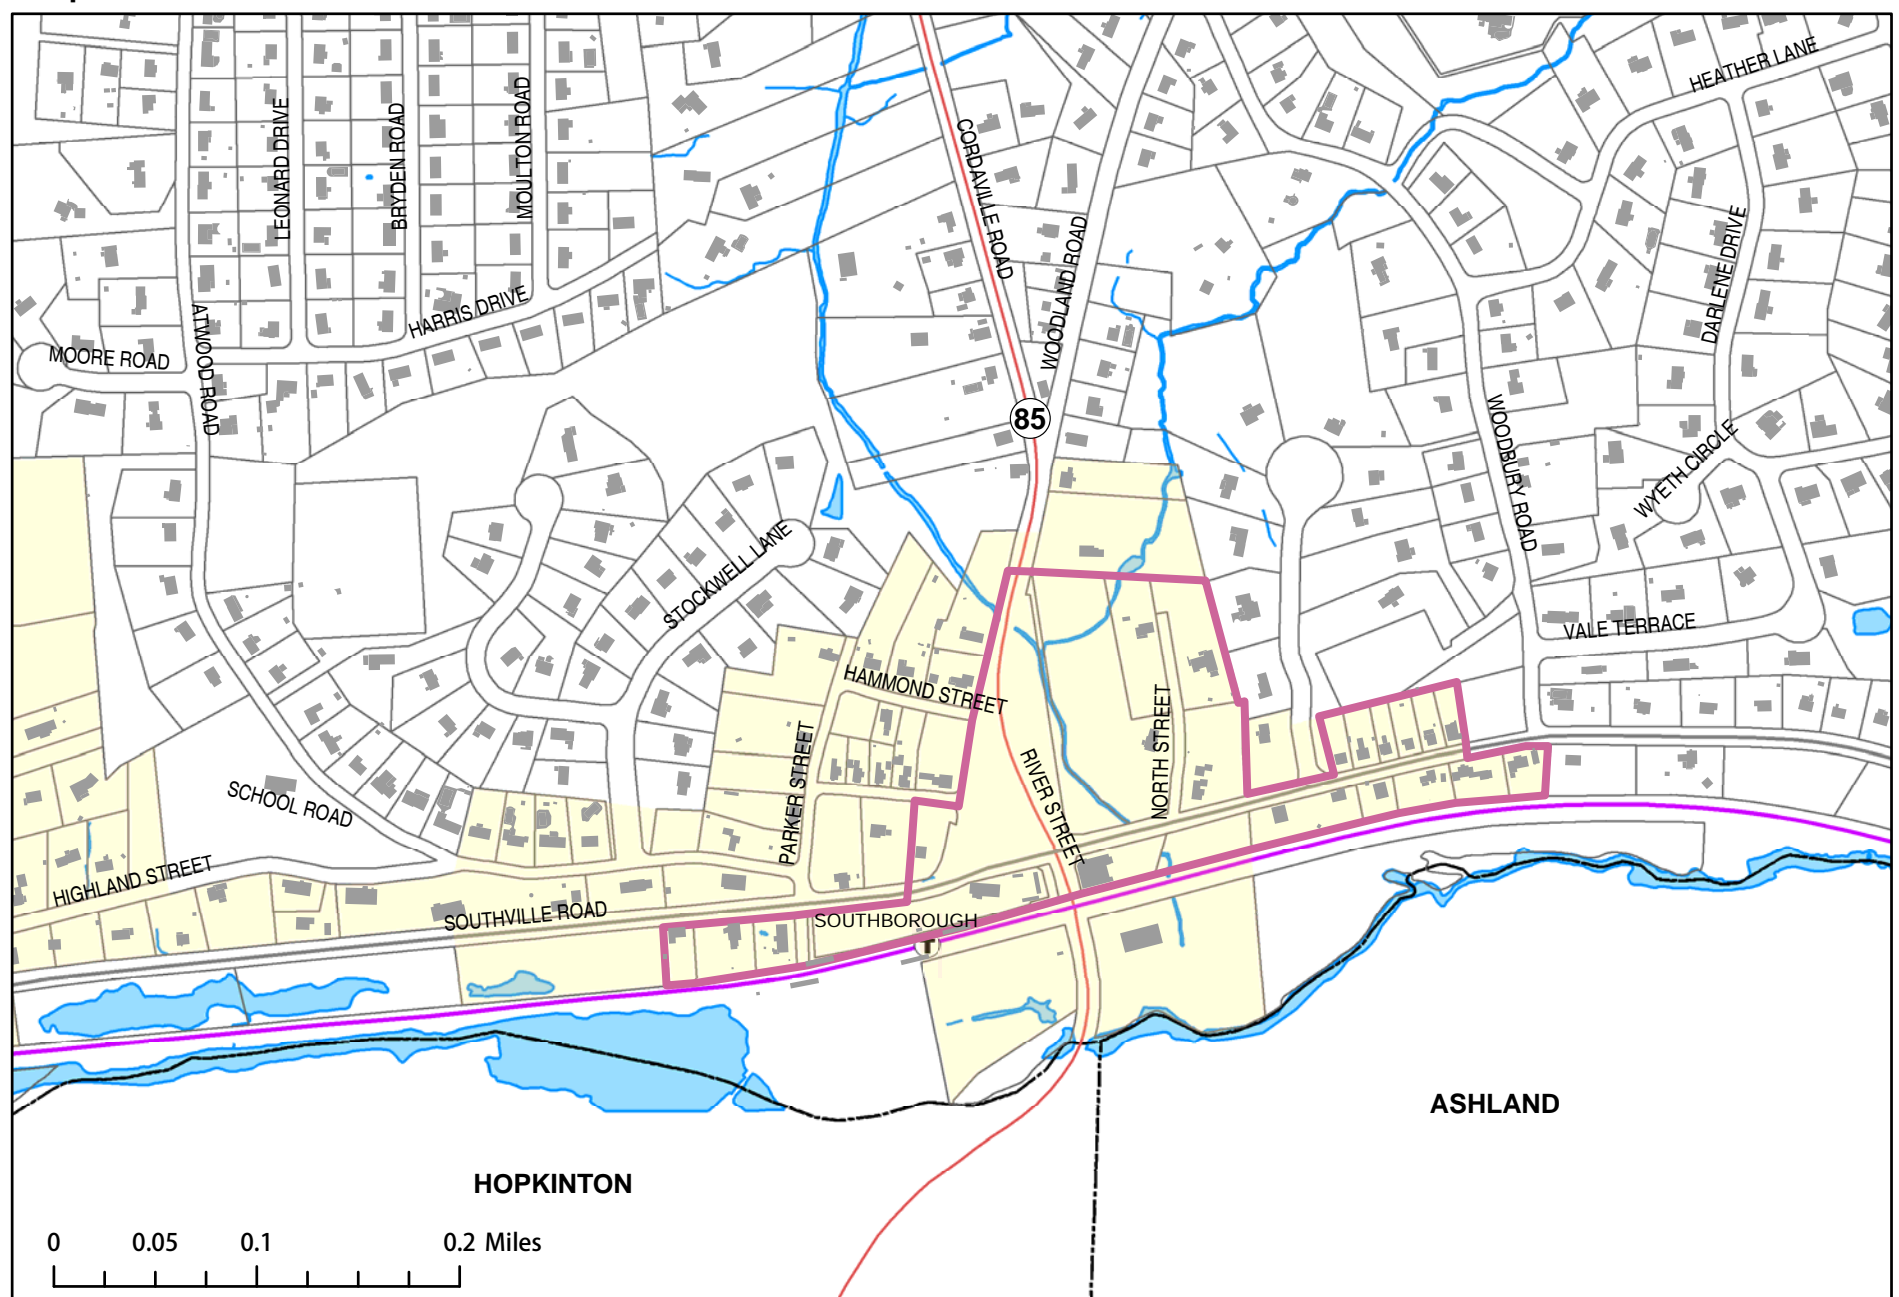 HEATHER LANE
LEONARD DRIVE
BRYDEN ROAD
MOULTON ROAD
CORDAVILLE ROAD
WOODLAND ROAD
DARLENE DRIVE
HARRIS DRIVE
ATWOOD ROAD
MOORE ROAD
85
WOODBURY ROAD
WYETH CIRCLE
STOCKWELL LANE
VALE TERRACE
HAMMOND STREET
NORTH STREET
PARKER STREET
RIVER STREET
SCHOOL ROAD
HIGHLAND STREET
SOUTHVILLE ROAD
SOUTHBOROUGH
T
ASHLAND
HOPKINTON
0 0.05 0.1 0.2 Miles